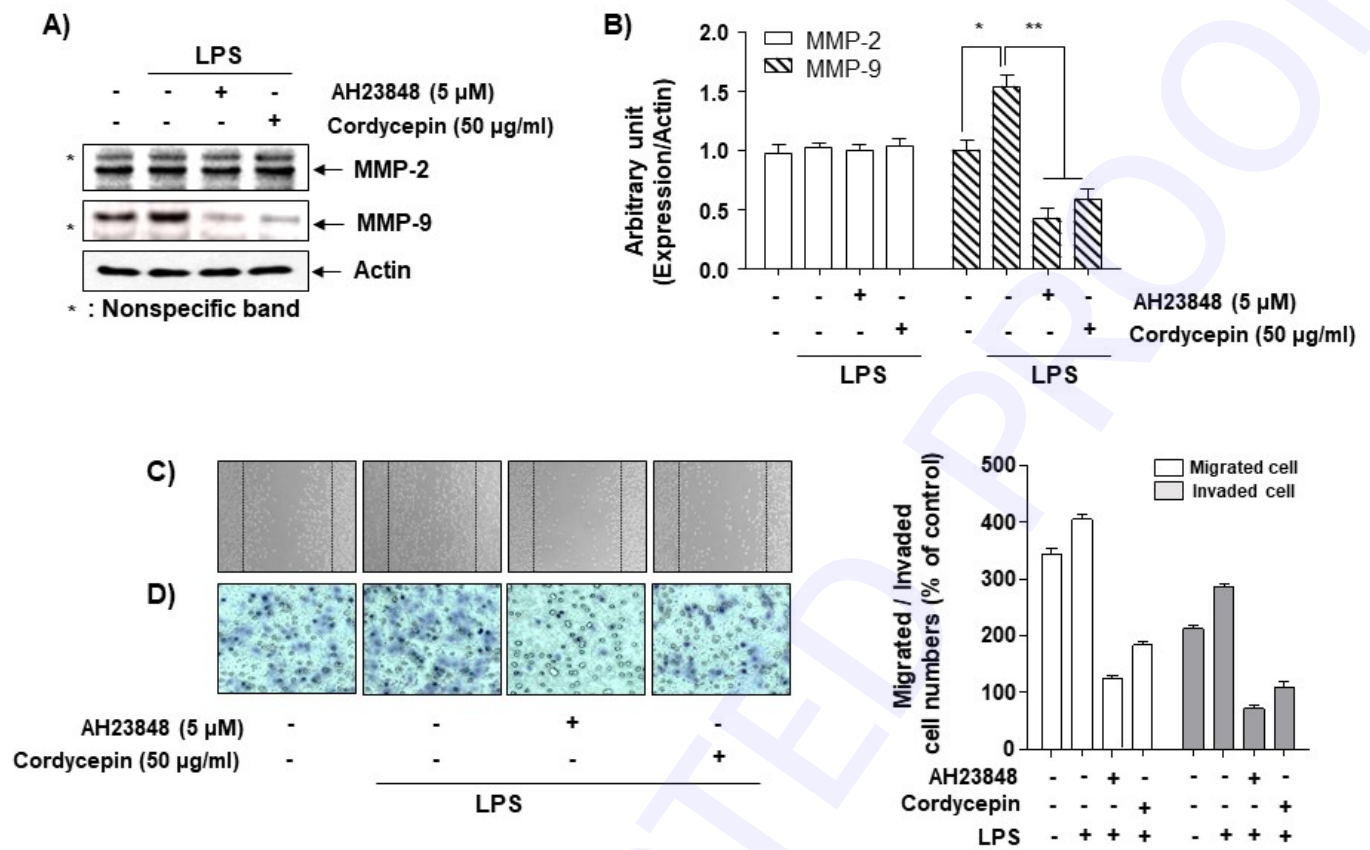 A)
LPS
- - + - AH23848 (5 µM)
- - - + Cordycepin (50 µg/ml)
* MMP-2
* MMP-9
Actin
* : Nonspecific band
B)
Arbitrary unit
(Expression/Actin)
2.0
1.5
1.0
0.5
0.0
MMP-2
MMP-9
* **
- - + - - - + - AH23848 (5 µM)
- - - + - - - + Cordycepin (50 µg/ml)
LPS LPS
C)
D)
AH23848 (5 µM) - - + -
Cordycepin (50 µg/ml) - - - +
LPS
Migrated / Invaded
cell numbers (% of control)
500
400
300
200
100
0
Migrated cell
Invaded cell
AH23848 - - + - - - + -
Cordycepin - - - + - - - +
LPS - + + + - + + +
TED PROOF